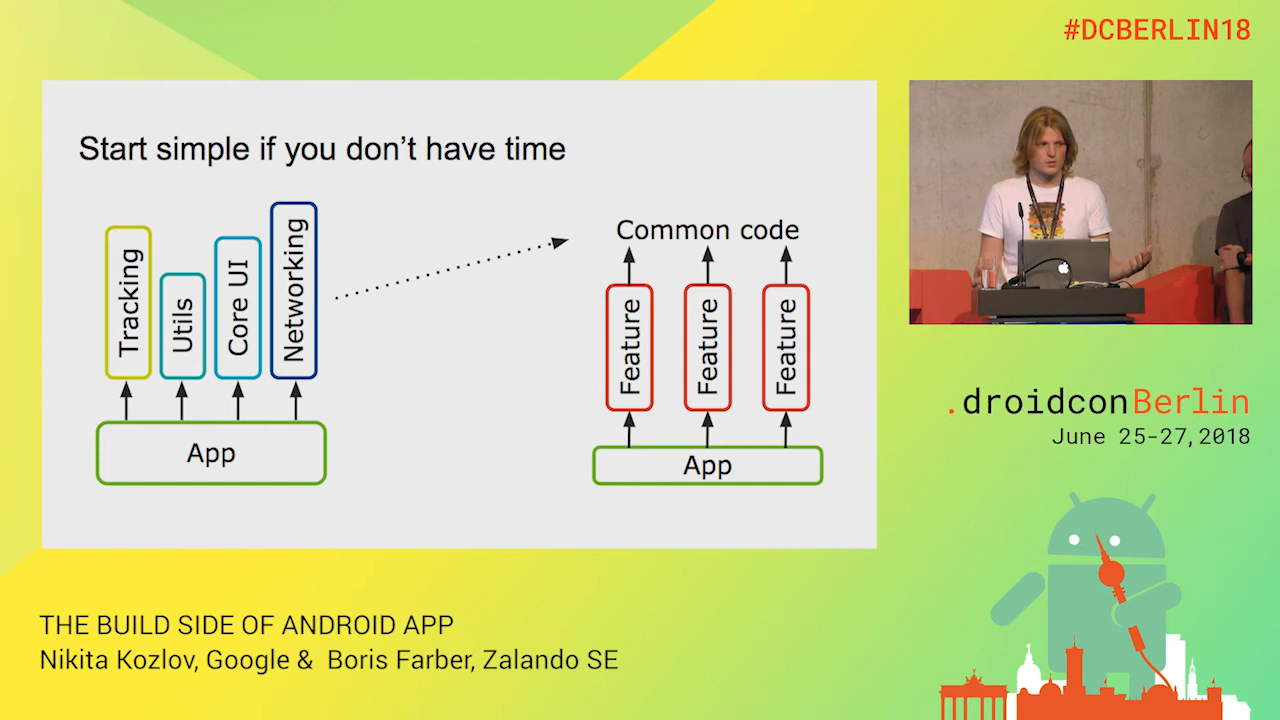 #DCBERLIN18
Start simple if you don't have time
Tracking
Utils
Core UI
Networking
App
Common code
Feature
Feature
Feature
App
.droidconBerlin
June 25-27, 2018
THE BUILD SIDE OF ANDROID APP
Nikita Kozlov, Google & Boris Farber, Zalando SE